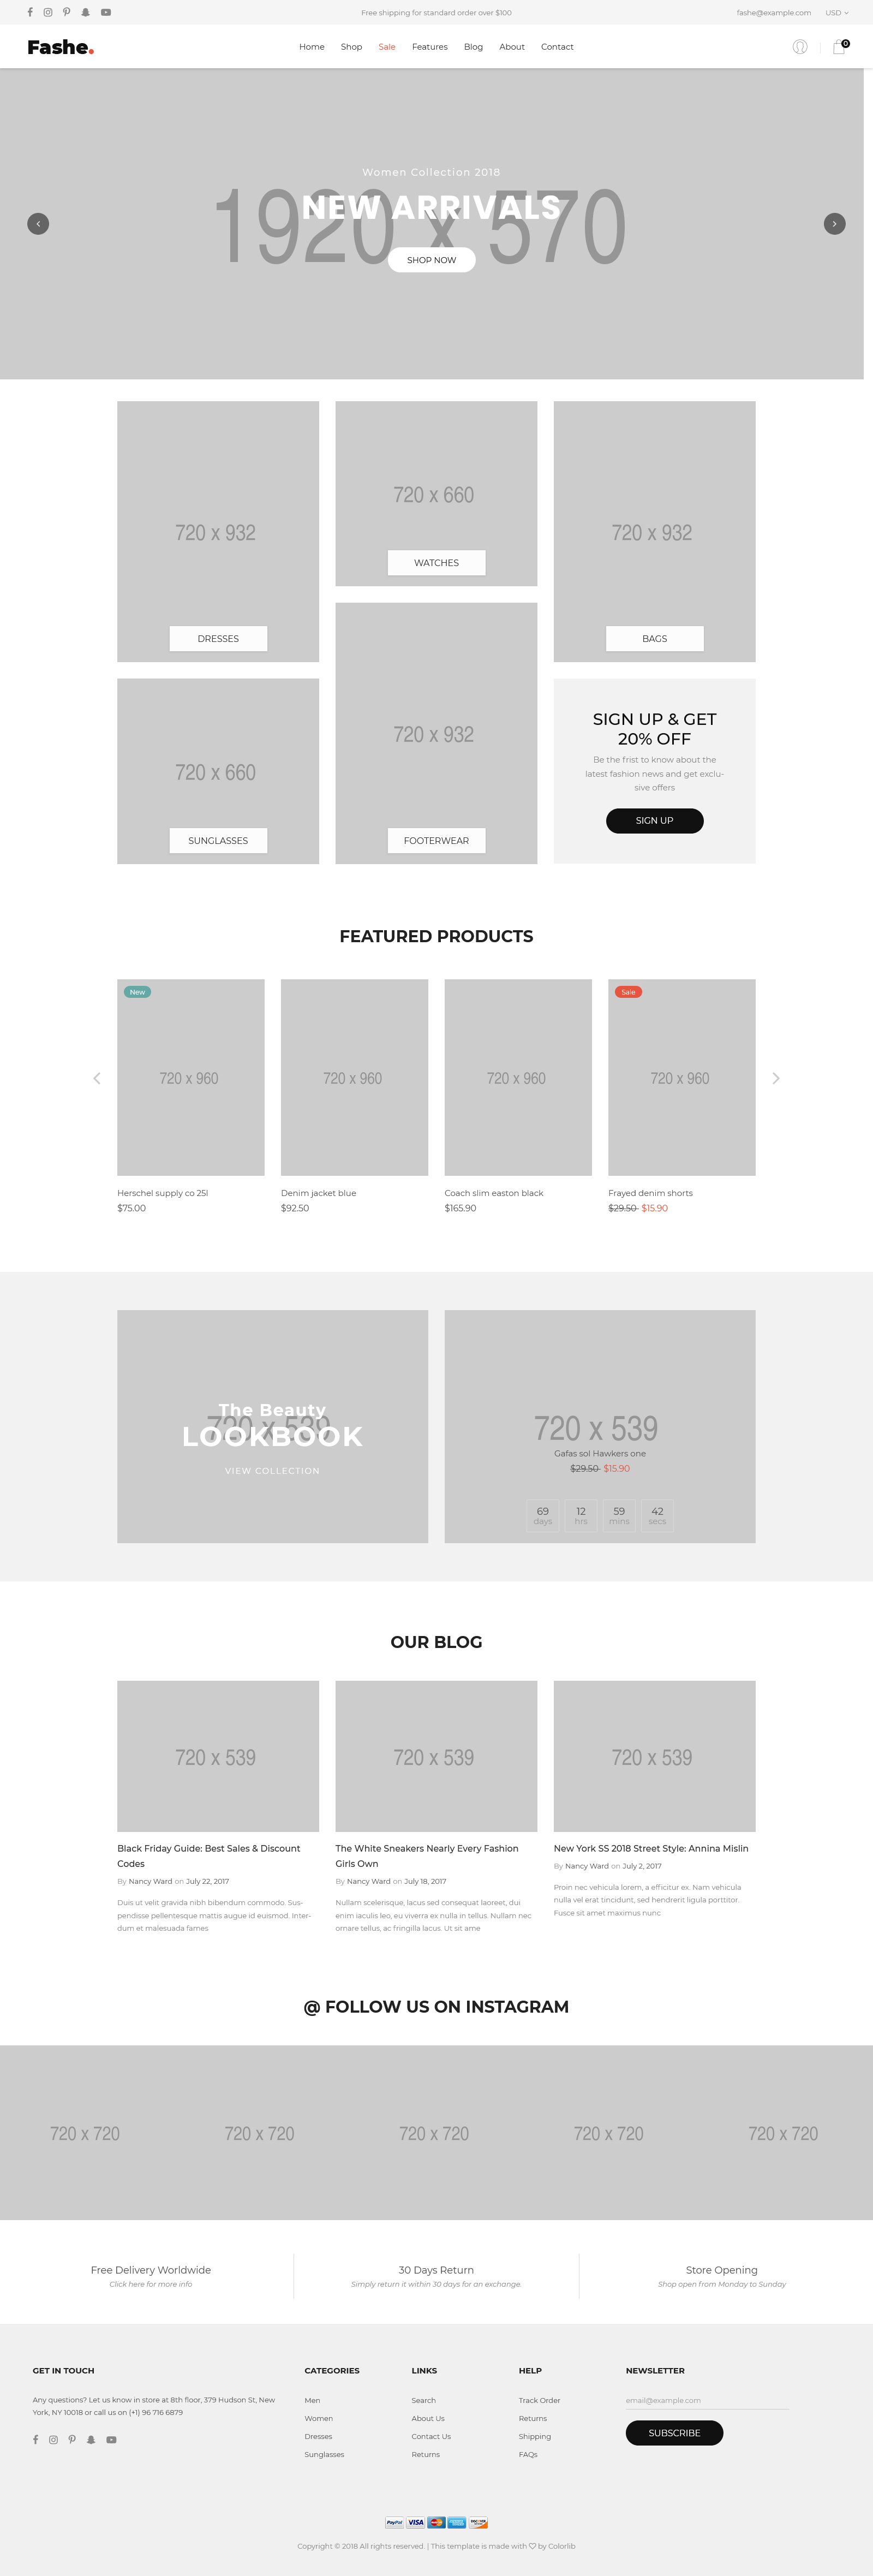 Free shipping for standard order over $100
fashe@example.com USD
Fashe.
Home Shop Sale Features Blog About Contact
0
Women Collection 2018
1920 x 570
NEW ARRIVALS
SHOP NOW
720 x 932
DRESSES
720 x 660
WATCHES
720 x 932
BAGS
720 x 660
SUNGLASSES
720 x 932
FOOTERWEAR
SIGN UP & GET
20% OFF
Be the frist to know about the
latest fashion news and get exclu-
sive offers
SIGN UP
FEATURED PRODUCTS
New
720 x 960
720 x 960
720 x 960
Sale
720 x 960
Herschel supply co 25l
$75.00
Denim jacket blue
$92.50
Coach slim easton black
$165.90
Frayed denim shorts
$29.50 $15.90
720 x 539
The Beauty
LOOKBOOK
VIEW COLLECTION
720 x 539
Gafas sol Hawkers one
$29.50 $15.90
69 days
12 hrs
59 mins
42 secs
OUR BLOG
720 x 539
720 x 539
720 x 539
Black Friday Guide: Best Sales & Discount
Codes
By Nancy Ward on July 22, 2017
Duis ut velit gravida nibh bibendum commodo. Sus-
pendisse pellentesque mattis augue id euismod. Inter-
dum et malesuada fames
The White Sneakers Nearly Every Fashion
Girls Own
By Nancy Ward on July 18, 2017
Nullam scelerisque, lacus sed consequat laoreet, dui
enim iaculis leo, eu viverra ex nulla in tellus. Nullam nec
ornare tellus, ac fringilla lacus. Ut sit ame
New York SS 2018 Street Style: Annina Mislin
By Nancy Ward on July 2, 2017
Proin nec vehicula lorem, a efficitur ex. Nam vehicula
nulla vel erat tincidunt, sed hendrerit ligula porttitor.
Fusce sit amet maximus nunc
@ FOLLOW US ON INSTAGRAM
720 x 720
720 x 720
720 x 720
720 x 720
720 x 720
Free Delivery Worldwide
Click here for more info
30 Days Return
Simply return it within 30 days for an exchange.
Store Opening
Shop open from Monday to Sunday
GET IN TOUCH
Any questions? Let us know in store at 8th floor, 379 Hudson St, New
York, NY 10018 or call us on (+1) 96 716 6879
CATEGORIES
Men
Women
Dresses
Sunglasses
LINKS
Search
About Us
Contact Us
Returns
HELP
Track Order
Returns
Shipping
FAQs
NEWSLETTER
email@example.com
SUBSCRIBE
PayPal VISA
Copyright © 2018 All rights reserved. | This template is made with ♡ by Colorlib